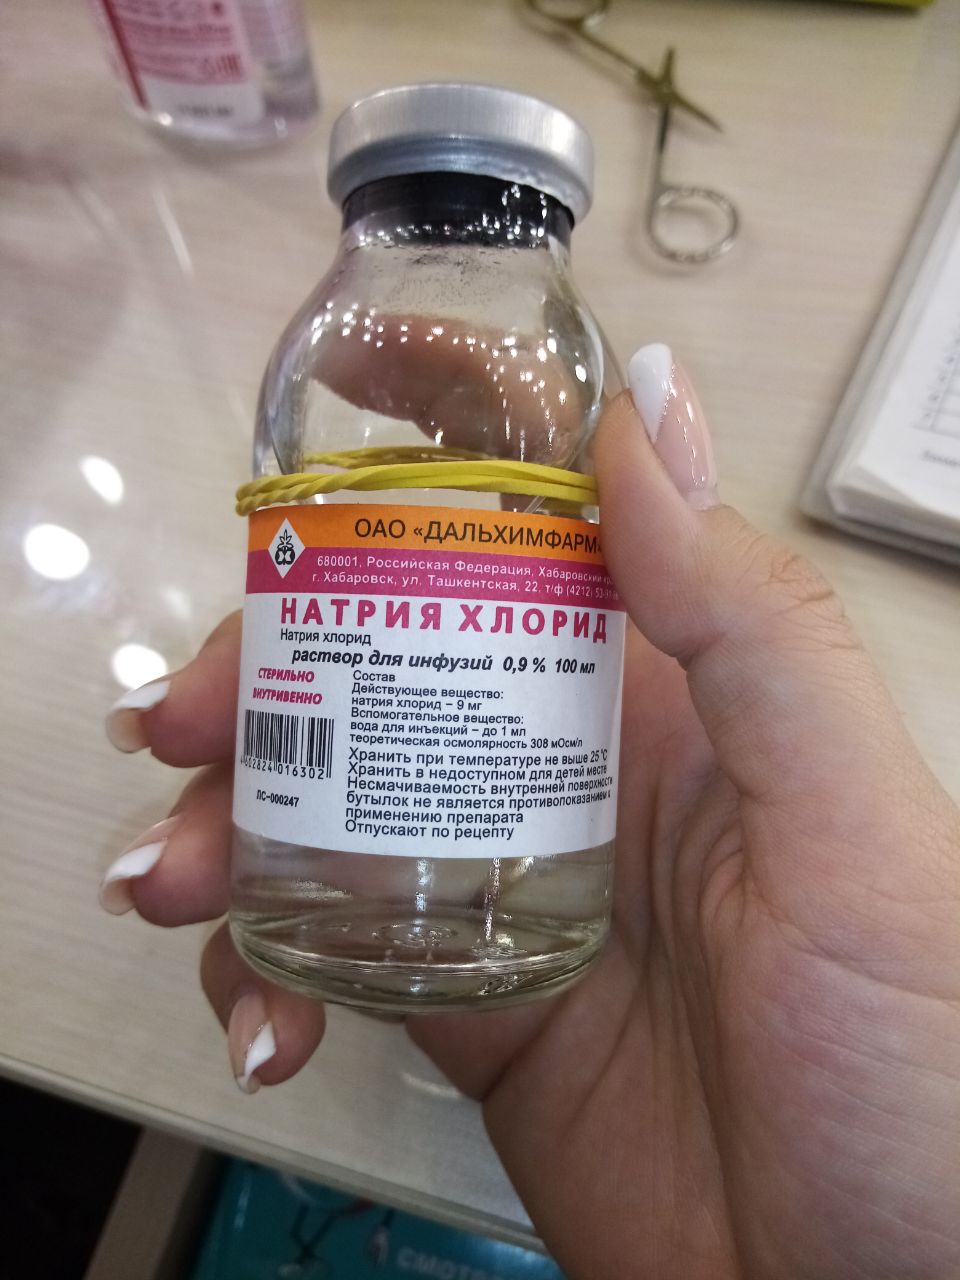 ОАО «ДАЛЬХИМФАРМ»
680001, Российская Федерация, Хабаровский
г. Хабаровск, ул. Ташкентская, 22, т/ф (4212)
НАТРИЯ ХЛОРИД
Натрия хлорид
раствор для инфузий 0,9 % 100 мл
СТЕРИЛЬНО
ВНУТРИВЕННО
Состав
Действующее вещество:
натрия хлорид – 9 мг
Вспомогательное вещество:
вода для инъекций – до 1 мл
теоретическая осмолярность 308 мОсм/л
Хранить при температуре не выше 25 °С
Хранить в недоступном для детей месте
Несмачиваемость внутренней поверхности
бутылок не является противопоказанием к
применению препарата
Отпускают по рецепту
4602824 016302
ЛС-000247